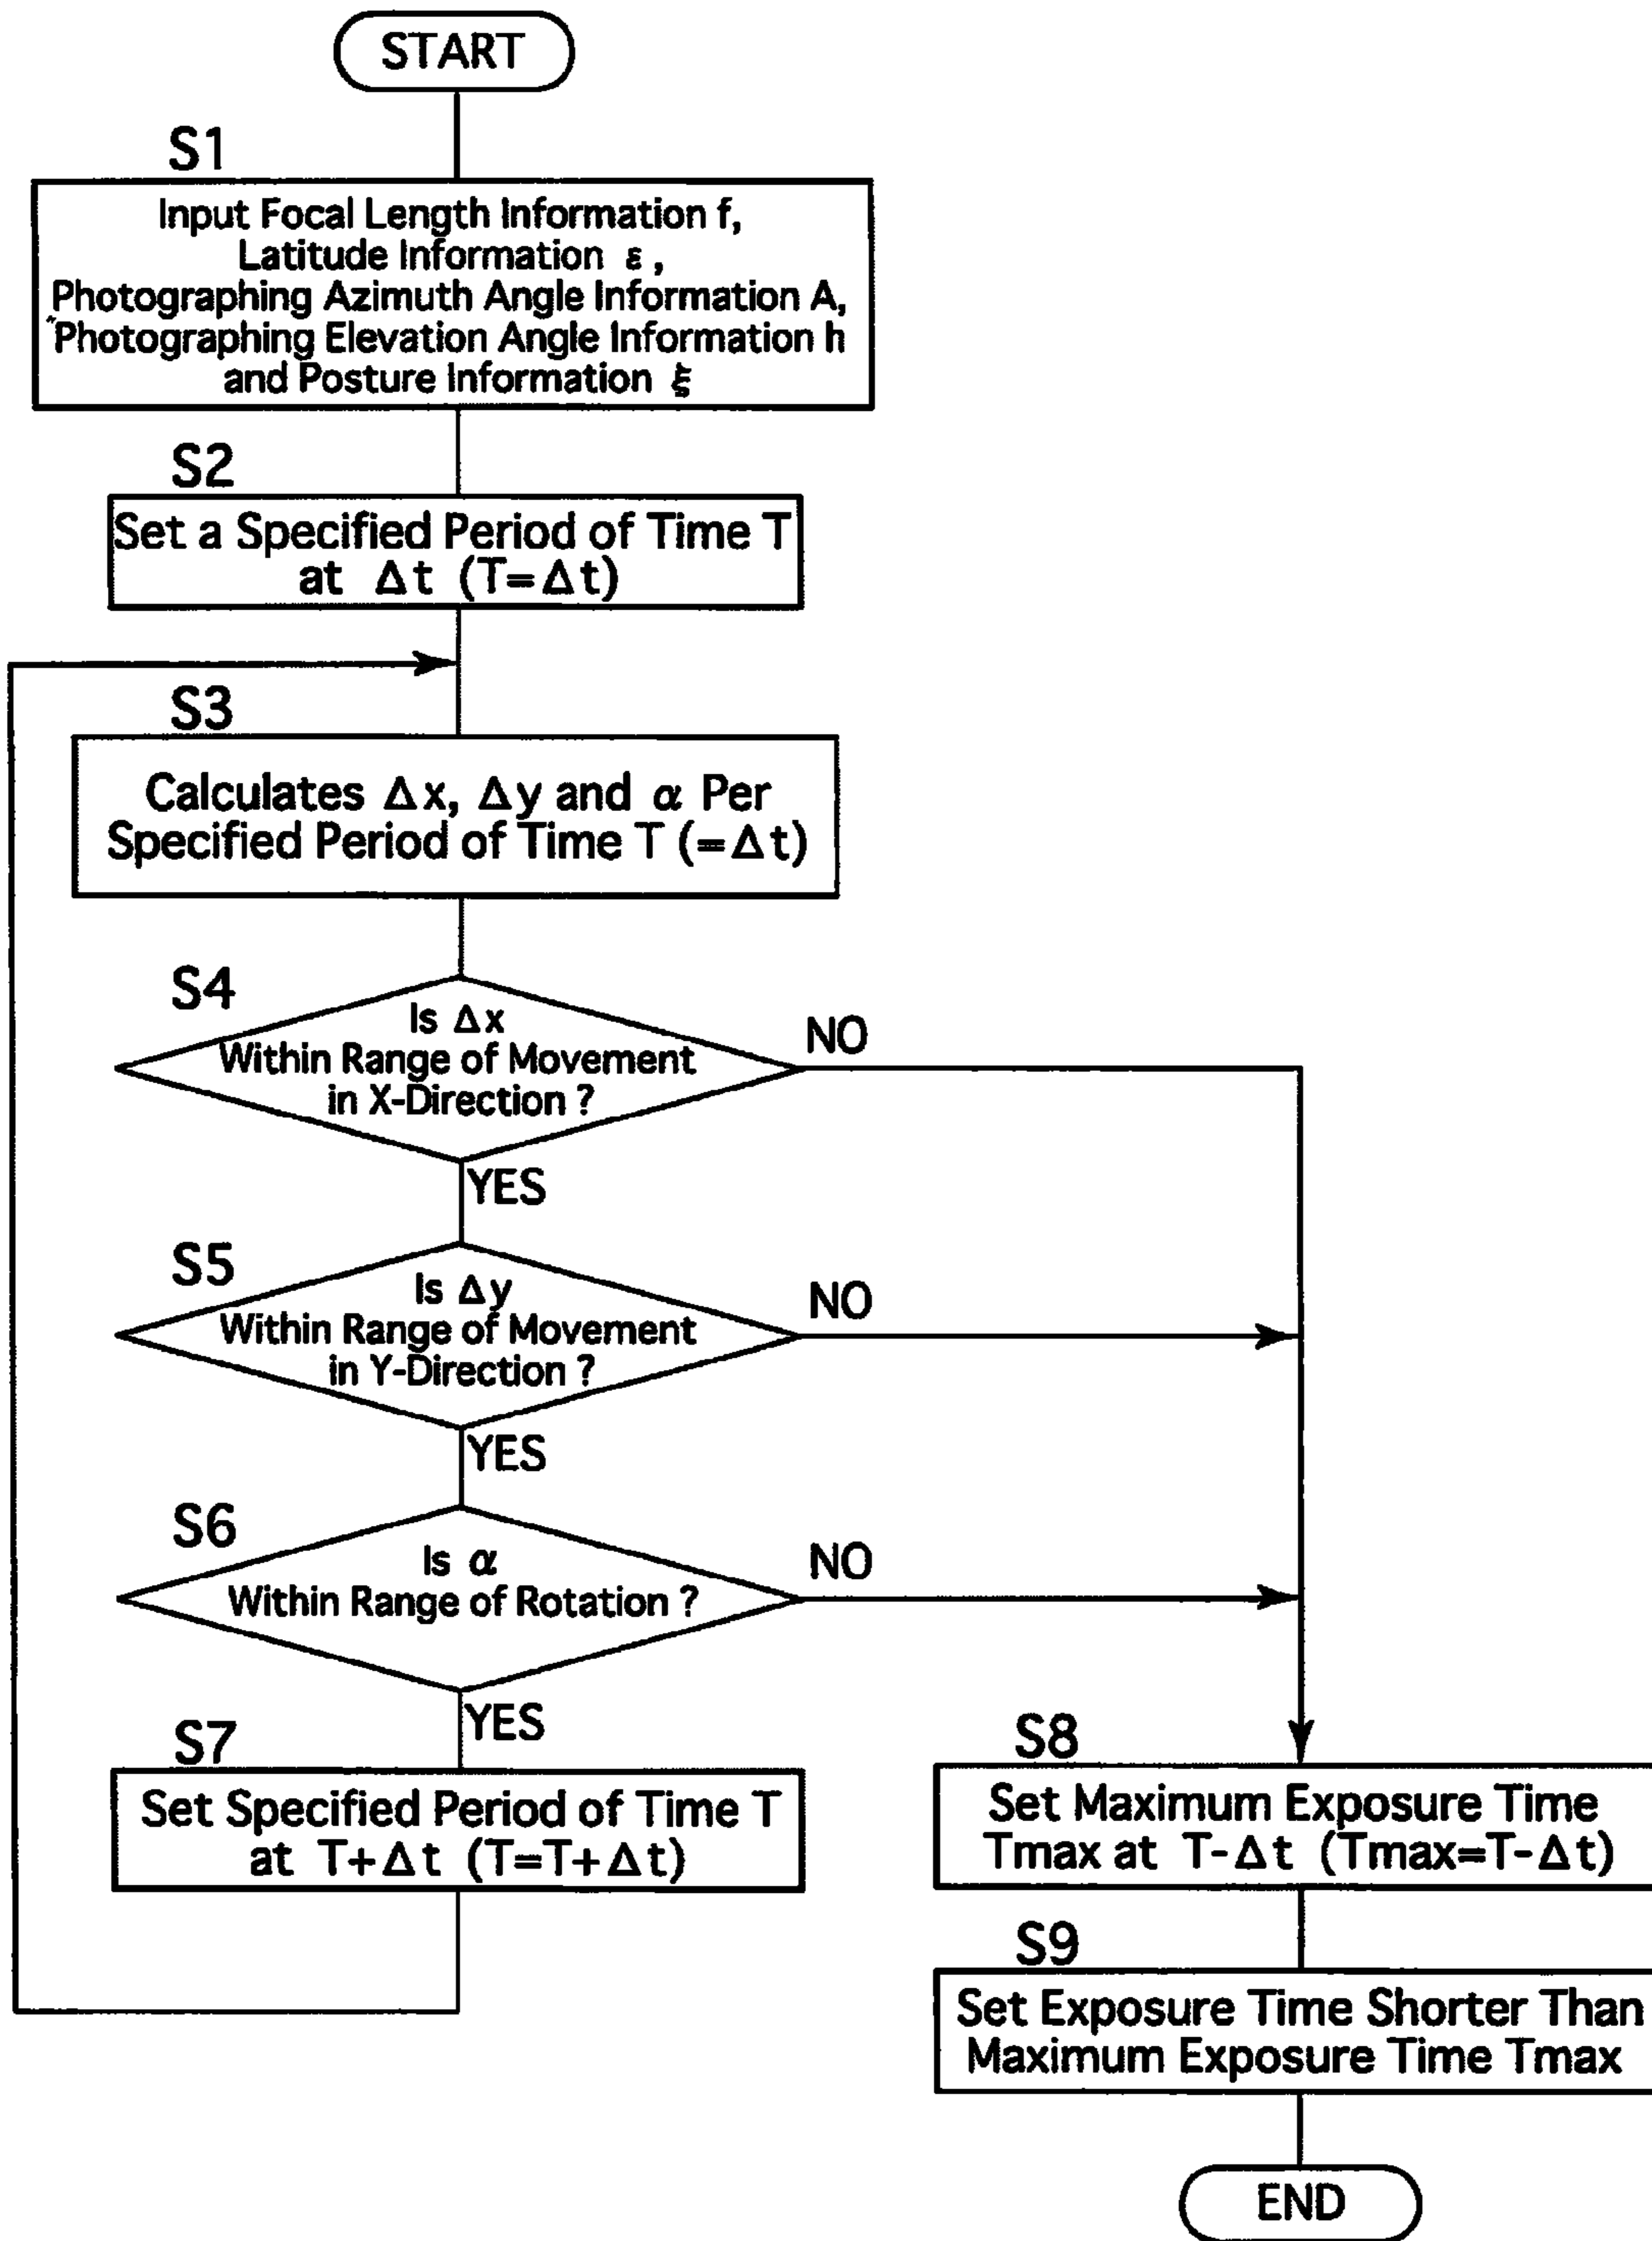 START
S1
Input Focal Length Information f,
Latitude Information ε,
Photographing Azimuth Angle Information A,
Photographing Elevation Angle Information h
and Posture Information ξ
S2
Set a Specified Period of Time T
at Δt (T=Δt)
S3
Calculates Δx, Δy and α Per
Specified Period of Time T (=Δt)
S4
Is Δx
Within Range of Movement
in X-Direction ?
NO
YES
S5
Is Δy
Within Range of Movement
in Y-Direction ?
NO
YES
S6
Is α
Within Range of Rotation ?
NO
YES
S7
Set Specified Period of Time T
at T+Δt (T=T+Δt)
S8
Set Maximum Exposure Time
Tmax at T-Δt (Tmax=T-Δt)
S9
Set Exposure Time Shorter Than
Maximum Exposure Time Tmax
END